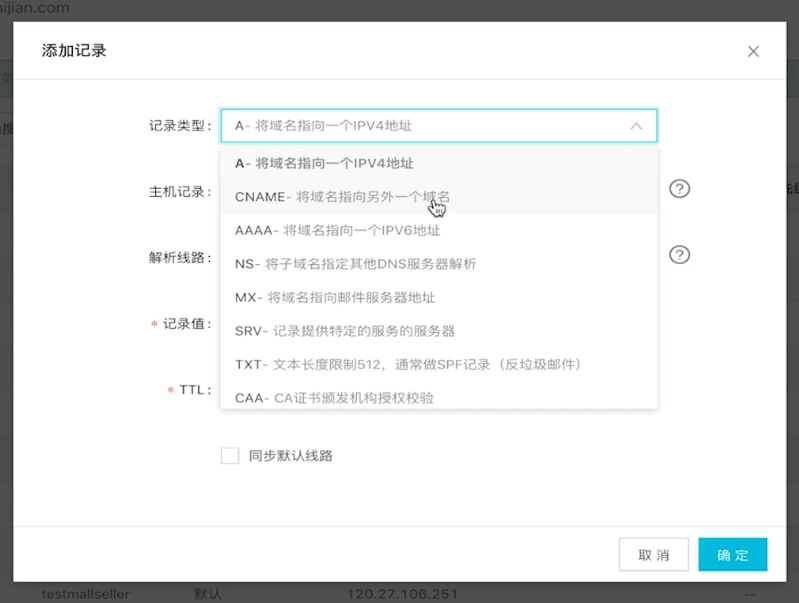 ijian.com
添加记录
记录类型:
A- 将域名指向一个IPV4地址
A- 将域名指向一个IPV4地址
主机记录:
CNAME- 将域名指向另外一个域名
AAAA- 将域名指向一个IPV6地址
解析线路:
NS- 将子域名指定其他DNS服务器解析
MX- 将域名指向邮件服务器地址
* 记录值:
SRV- 记录提供特定的服务的服务器
TXT- 文本长度限制512，通常做SPF记录（反垃圾邮件）
* TTL:
CAA- CA证书颁发机构授权校验
同步默认线路
取 消
确 定
testmallseller 默认 120.27.106.251 --